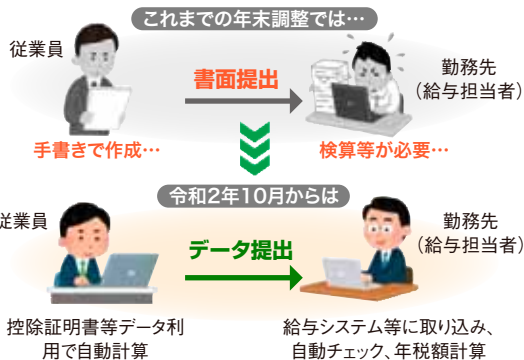 これまでの年末調整では…
従業員
書面提出
勤務先
（給与担当者）
手書きで作成…
検算等が必要…
令和2年10月からは
従業員
データ提出
勤務先
（給与担当者）
控除証明書等データ利
用で自動計算
給与システム等に取り込み、
自動チェック、年税額計算